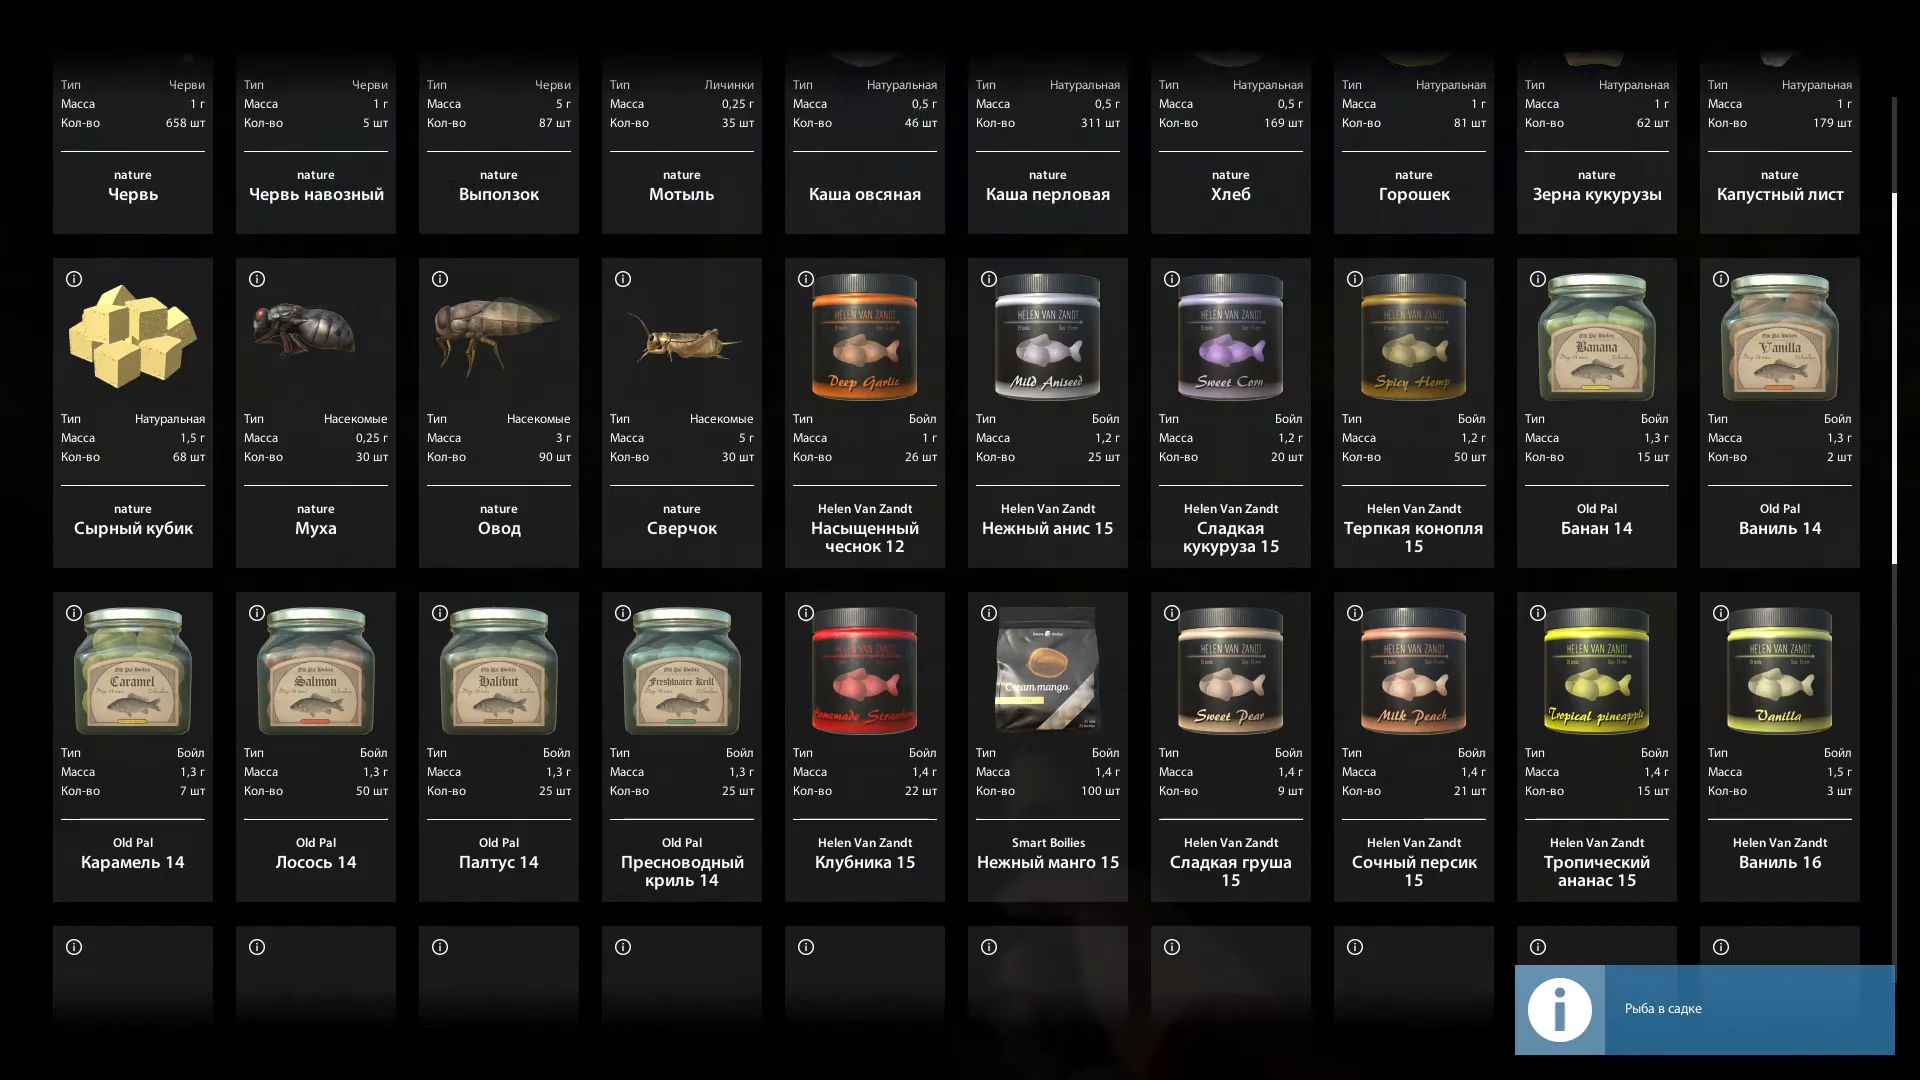 Тип Черви
Масса 1 г
Кол-во 658 шт
nature
Червь
Тип Черви
Масса 1 г
Кол-во 5 шт
nature
Червь навозный
Тип Черви
Масса 5 г
Кол-во 87 шт
nature
Выползок
Тип Личинки
Масса 0,25 г
Кол-во 35 шт
nature
Мотыль
Тип Натуральная
Масса 0,5 г
Кол-во 46 шт
Каша овсяная
Тип Натуральная
Масса 0,5 г
Кол-во 311 шт
nature
Каша перловая
Тип Натуральная
Масса 0,5 г
Кол-во 169 шт
nature
Хлеб
Тип Натуральная
Масса 1 г
Кол-во 81 шт
nature
Горошек
Тип Натуральная
Масса 1 г
Кол-во 62 шт
nature
Зерна кукурузы
Тип Натуральная
Масса 1 г
Кол-во 179 шт
nature
Капустный лист
Тип Натуральная
Масса 1,5 г
Кол-во 68 шт
nature
Сырный кубик
Тип Насекомые
Масса 0,25 г
Кол-во 30 шт
nature
Муха
Тип Насекомые
Масса 3 г
Кол-во 90 шт
nature
Овод
Тип Насекомые
Масса 5 г
Кол-во 30 шт
nature
Сверчок
HELEN VAN ZANDT
Deep Garlic
Тип Бойл
Масса 1 г
Кол-во 26 шт
Helen Van Zandt
Насыщенный
чеснок 12
HELEN VAN ZANDT
Mild Aniseed
Тип Бойл
Масса 1,2 г
Кол-во 25 шт
Helen Van Zandt
Нежный анис 15
HELEN VAN ZANDT
Sweet Corn
Тип Бойл
Масса 1,2 г
Кол-во 20 шт
Helen Van Zandt
Сладкая
кукуруза 15
HELEN VAN ZANDT
Spicy Hemp
Тип Бойл
Масса 1,2 г
Кол-во 50 шт
Helen Van Zandt
Терпкая конопля
15
Old Pal Boilies
Banana
Тип Бойл
Масса 1,3 г
Кол-во 15 шт
Old Pal
Банан 14
Old Pal Boilies
Vanilla
Тип Бойл
Масса 1,3 г
Кол-во 2 шт
Old Pal
Ваниль 14
Old Pal Boilies
Caramel
Тип Бойл
Масса 1,3 г
Кол-во 7 шт
Old Pal
Карамель 14
Old Pal Boilies
Salmon
Тип Бойл
Масса 1,3 г
Кол-во 50 шт
Old Pal
Лосось 14
Old Pal Boilies
Halibut
Тип Бойл
Масса 1,3 г
Кол-во 25 шт
Old Pal
Палтус 14
Old Pal Boilies
Freshwater Krill
Тип Бойл
Масса 1,3 г
Кол-во 25 шт
Old Pal
Пресноводный
криль 14
HELEN VAN ZANDT
Homemade
Тип Бойл
Масса 1,4 г
Кол-во 22 шт
Helen Van Zandt
Клубника 15
Smart Boilies
Cream mango
Тип Бойл
Масса 1,4 г
Кол-во 100 шт
Smart Boilies
Нежный манго 15
HELEN VAN ZANDT
Sweet Pear
Тип Бойл
Масса 1,4 г
Кол-во 9 шт
Helen Van Zandt
Сладкая груша
15
HELEN VAN ZANDT
Milk Peach
Тип Бойл
Масса 1,4 г
Кол-во 21 шт
Helen Van Zandt
Сочный персик
15
HELEN VAN ZANDT
Tropical pineapple
Тип Бойл
Масса 1,4 г
Кол-во 15 шт
Helen Van Zandt
Тропический
ананас 15
HELEN VAN ZANDT
Vanilla
Тип Бойл
Масса 1,5 г
Кол-во 3 шт
Helen Van Zandt
Ваниль 16
Рыба в садке